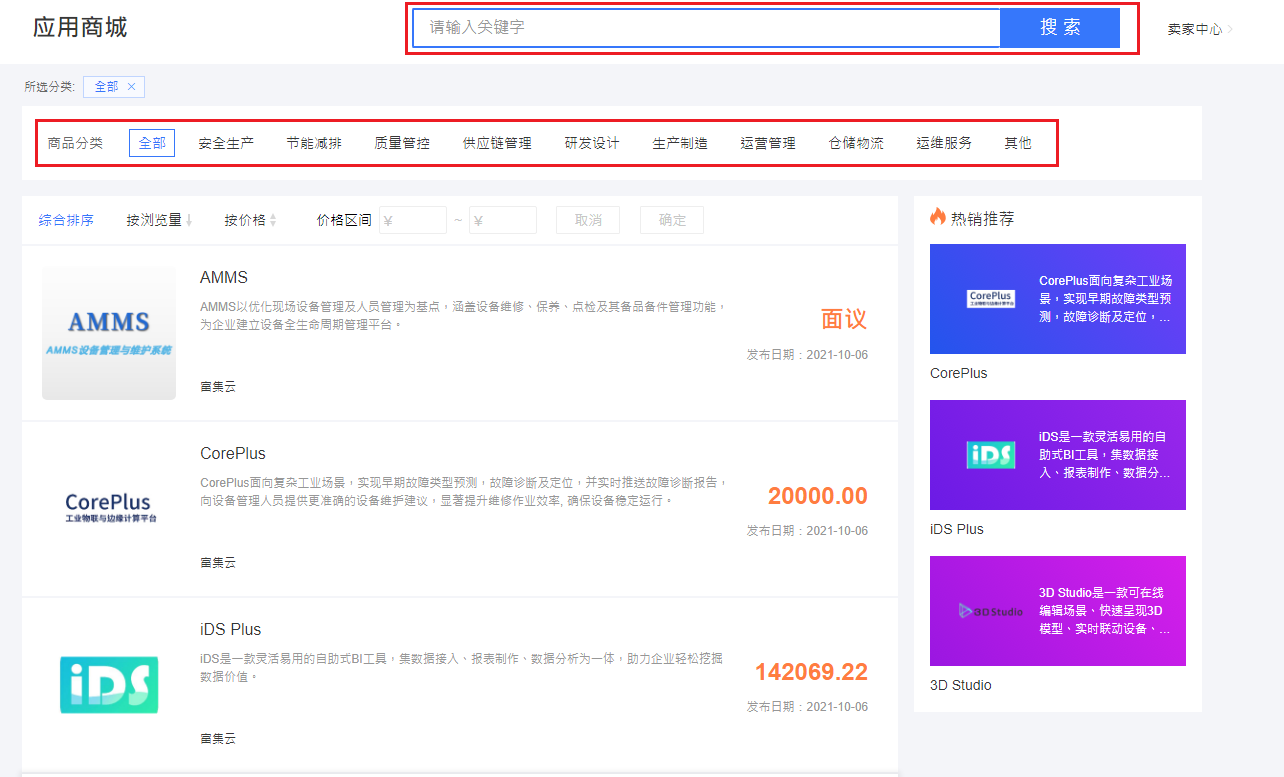 应用商城
请输入关键字
搜 索
卖家中心
所选分类: 全部 ×
商品分类 全部 安全生产 节能减排 质量管控 供应链管理 研发设计 生产制造 运营管理 仓储物流 运维服务 其他
综合排序 按浏览量 按价格 价格区间 ¥ ~ ¥ 取消 确定
AMMS
AMMS设备管理与维护系统
AMMS
AMMS以优化现场设备管理及人员管理为基点，涵盖设备维修、保养、点检及其备品备件管理功能，
为企业建立设备全生命周期管理平台。
面议
发布日期：2021-10-06
富集云
CorePlus
工业物联与边缘计算平台
CorePlus
CorePlus面向复杂工业场景，实现早期故障类型预测，故障诊断及定位，并实时推送故障诊断报告，
向设备管理人员提供更准确的设备维护建议，显著提升维修作业效率, 确保设备稳定运行。
20000.00
发布日期：2021-10-06
富集云
iDS
iDS Plus
iDS是一款灵活易用的自助式BI工具，集数据接入、报表制作、数据分析为一体，助力企业轻松挖掘
数据价值。
142069.22
发布日期：2021-10-06
富集云
热销推荐
CorePlus
工业物联与边缘计算平台
CorePlus面向复杂工业场
景，实现早期故障类型预
测，故障诊断及定位，...
CorePlus
iDS
iDS是一款灵活易用的自
助式BI工具，集数据接
入、报表制作、数据分...
iDS Plus
3D Studio
3D Studio是一款可在线
编辑场景、快速呈现3D
模型、实时联动设备、...
3D Studio